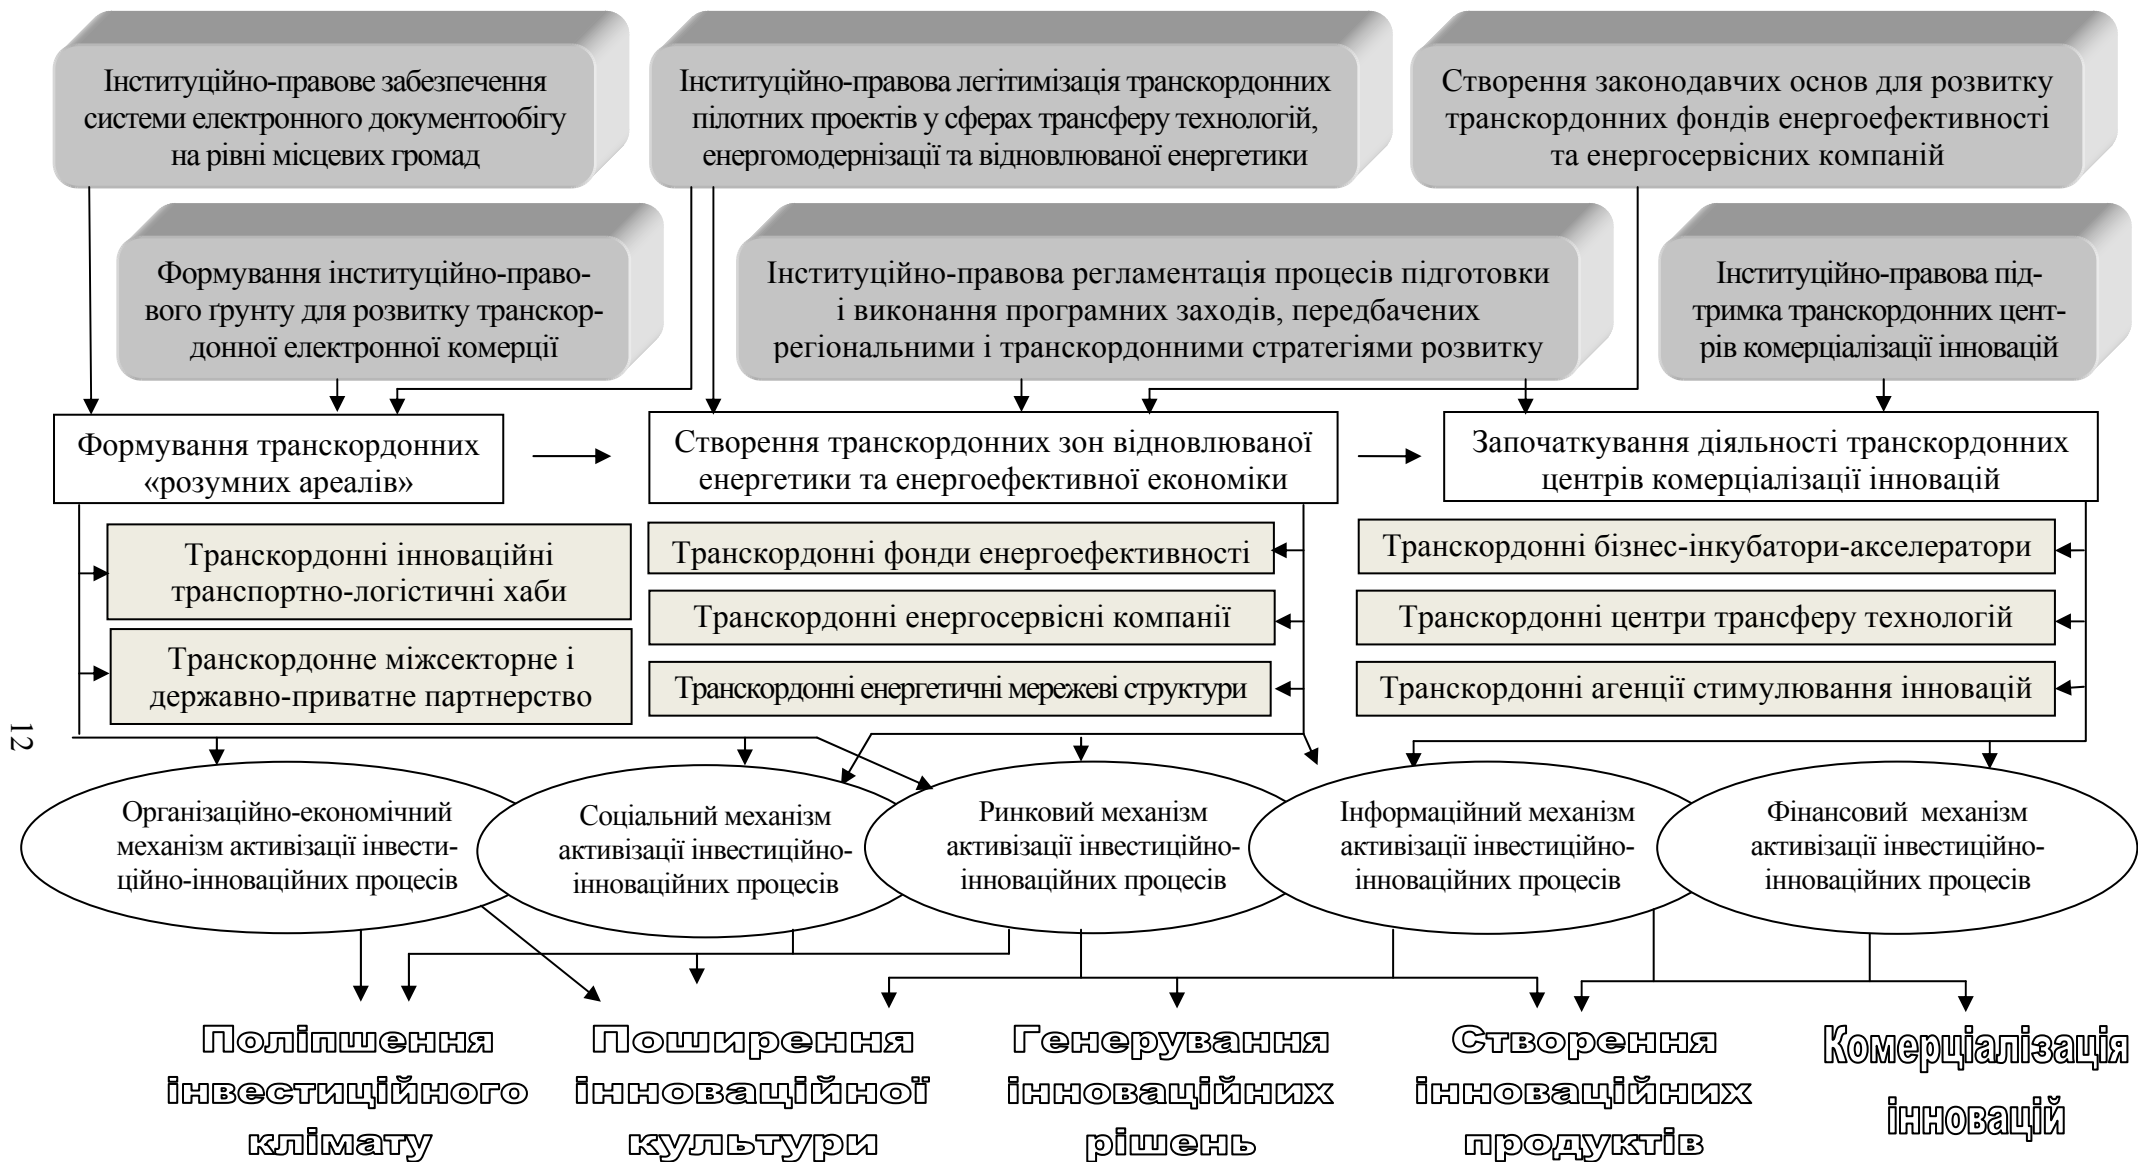 Інституційно-правове забезпечення
системи електронного документообігу
на рівні місцевих громад
Інституційно-правова легітимізація транскордонних
пілотних проектів у сферах трансферу технологій,
енергомодернізації та відновлюваної енергетики
Створення законодавчих основ для розвитку
транскордонних фондів енергоефективності
та енергосервісних компаній
Формування інституційно-право-
вого ґрунту для розвитку транскор-
донної електронної комерції
Інституційно-правова регламентація процесів підготовки
і виконання програмних заходів, передбачених
регіональними і транскордонними стратегіями розвитку
Інституційно-правова під-
тримка транскордонних цент-
рів комерціалізації інновацій
Формування транскордонних
«розумних ареалів»
Створення транскордонних зон відновлюваної
енергетики та енергоефективної економіки
Започаткування діяльності транскордонних
центрів комерціалізації інновацій
Транскордонні інноваційні
транспортно-логістичні хаби
Транскордонне міжсекторне і
державно-приватне партнерство
Транскордонні фонди енергоефективності
Транскордонні енергосервісні компанії
Транскордонні енергетичні мережеві структури
Транскордонні бізнес-інкубатори-акселератори
Транскордонні центри трансферу технологій
Транскордонні агенції стимулювання інновацій
12
Організаційно-економічний
механізм активізації інвести-
ційно-інноваційних процесів
Соціальний механізм
активізації інвестиційно-
інноваційних процесів
Ринковий механізм
активізації інвестиційно-
інноваційних процесів
Інформаційний механізм
активізації інвестиційно-
інноваційних процесів
Фінансовий механізм
активізації інвестиційно-
інноваційних процесів
Поліпшення
інвестиційного
клімату
Поширення
інноваційної
культури
Генерування
інноваційних
рішень
Створення
інноваційних
продуктів
Комерціалізація
інновацій